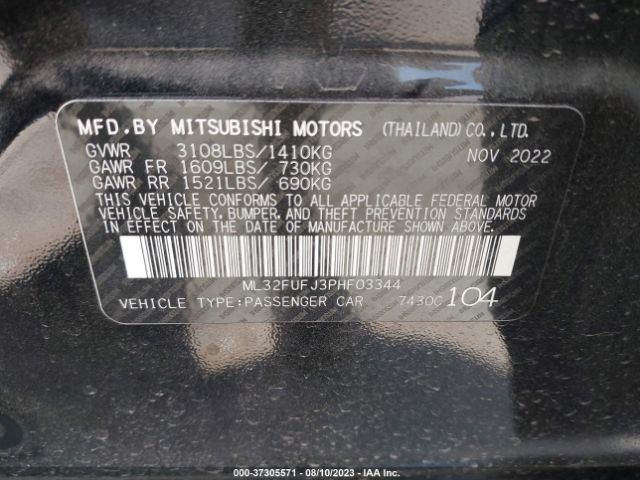 MFD.BY MITSUBISHI MOTORS (THAILAND)CO.,LTD.
GVWR 3108LBS/1410KG NOV 2022
GAWR FR 1609LBS/ 730KG
GAWR RR 1521LBS/ 690KG
THIS VEHICLE CONFORMS TO ALL APPLICABLE FEDERAL MOTOR
VEHICLE SAFETY, BUMPER, AND THEFT PREVENTION STANDARDS
IN EFFECT ON THE DATE OF MANUFACTURE SHOWN ABOVE.
ML32FUFJ3PHF03344
VEHICLE TYPE:PASSENGER CAR 7430C 104
000-37305571 - 08/10/2023 - IAA Inc.